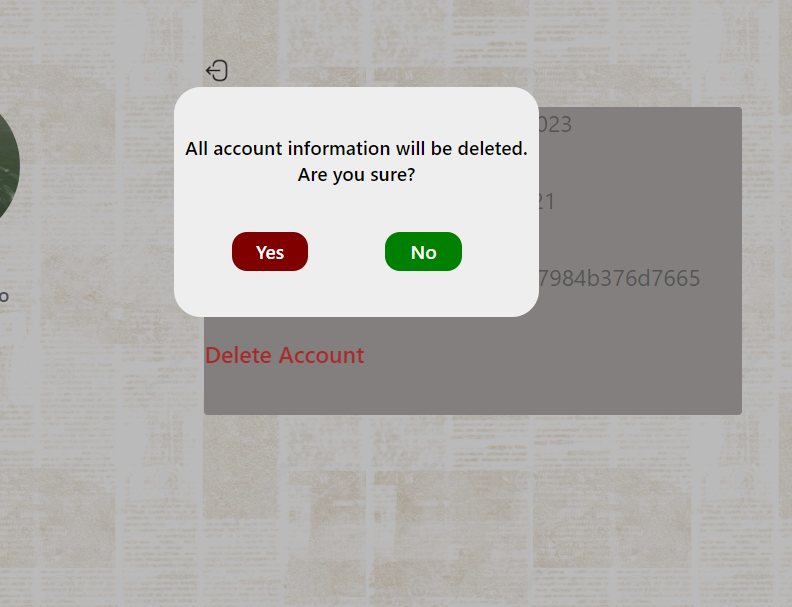 023
All account information will be deleted.
Are you sure?
21
Yes
No
7984b376d7665
o
Delete Account